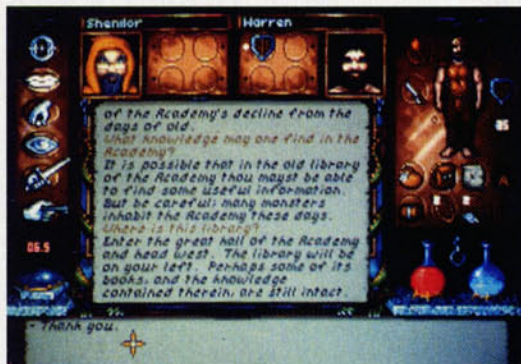 Shenilor
Warren
of the Academy's decline from the
days of old.
What knowledge may one find in the
Academy?
It is possible that in the old library
of the Academy thou mayst be able
to find some useful information.
But be careful; many monsters
inhabit the Academy these days.
Where is this library?
Enter the great hall of the Academy
and head west. The library will be
on your left. Perhaps some of its
books, and the knowledge
contained therein, are still intact.
- Thank you.